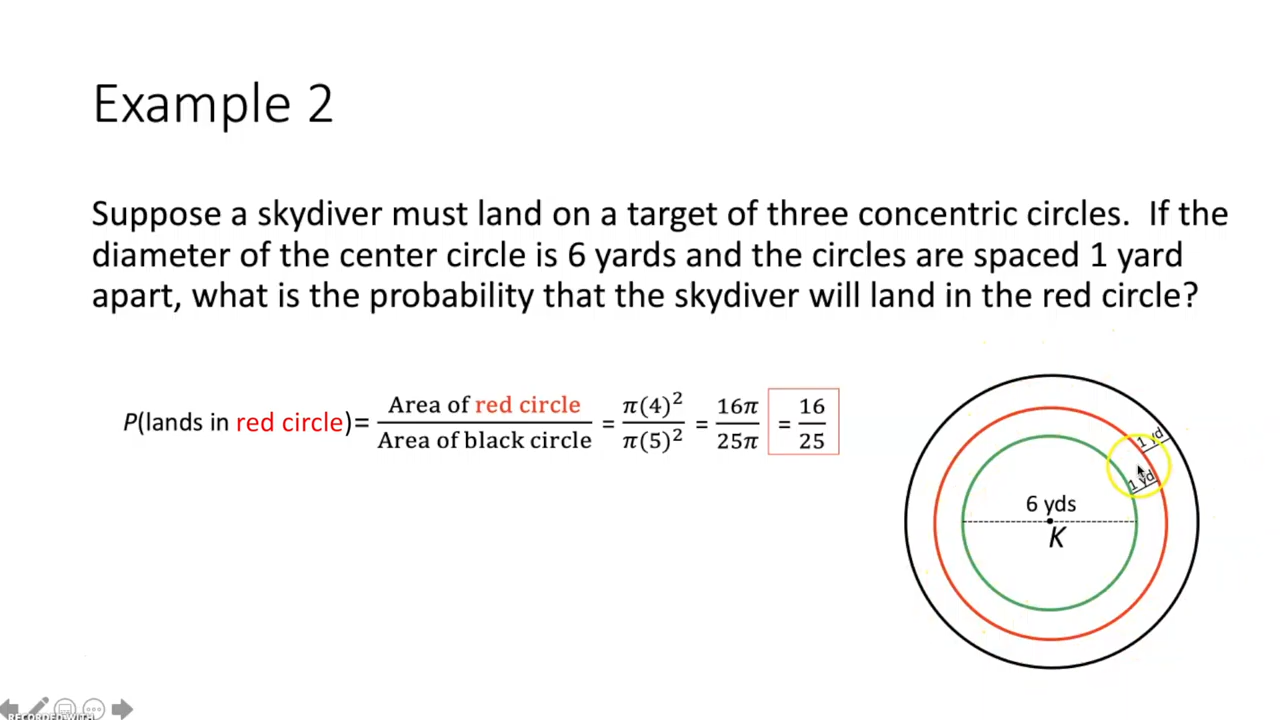 Example 2
Suppose a skydiver must land on a target of three concentric circles. If the
diameter of the center circle is 6 yards and the circles are spaced 1 yard
apart, what is the probability that the skydiver will land in the red circle?
P(lands in red circle)= Area of red circle / Area of black circle = π(4)² / π(5)² = 16π / 25π = 16 / 25
1 yd
1 yd
6 yds
K
RECORDED WITH